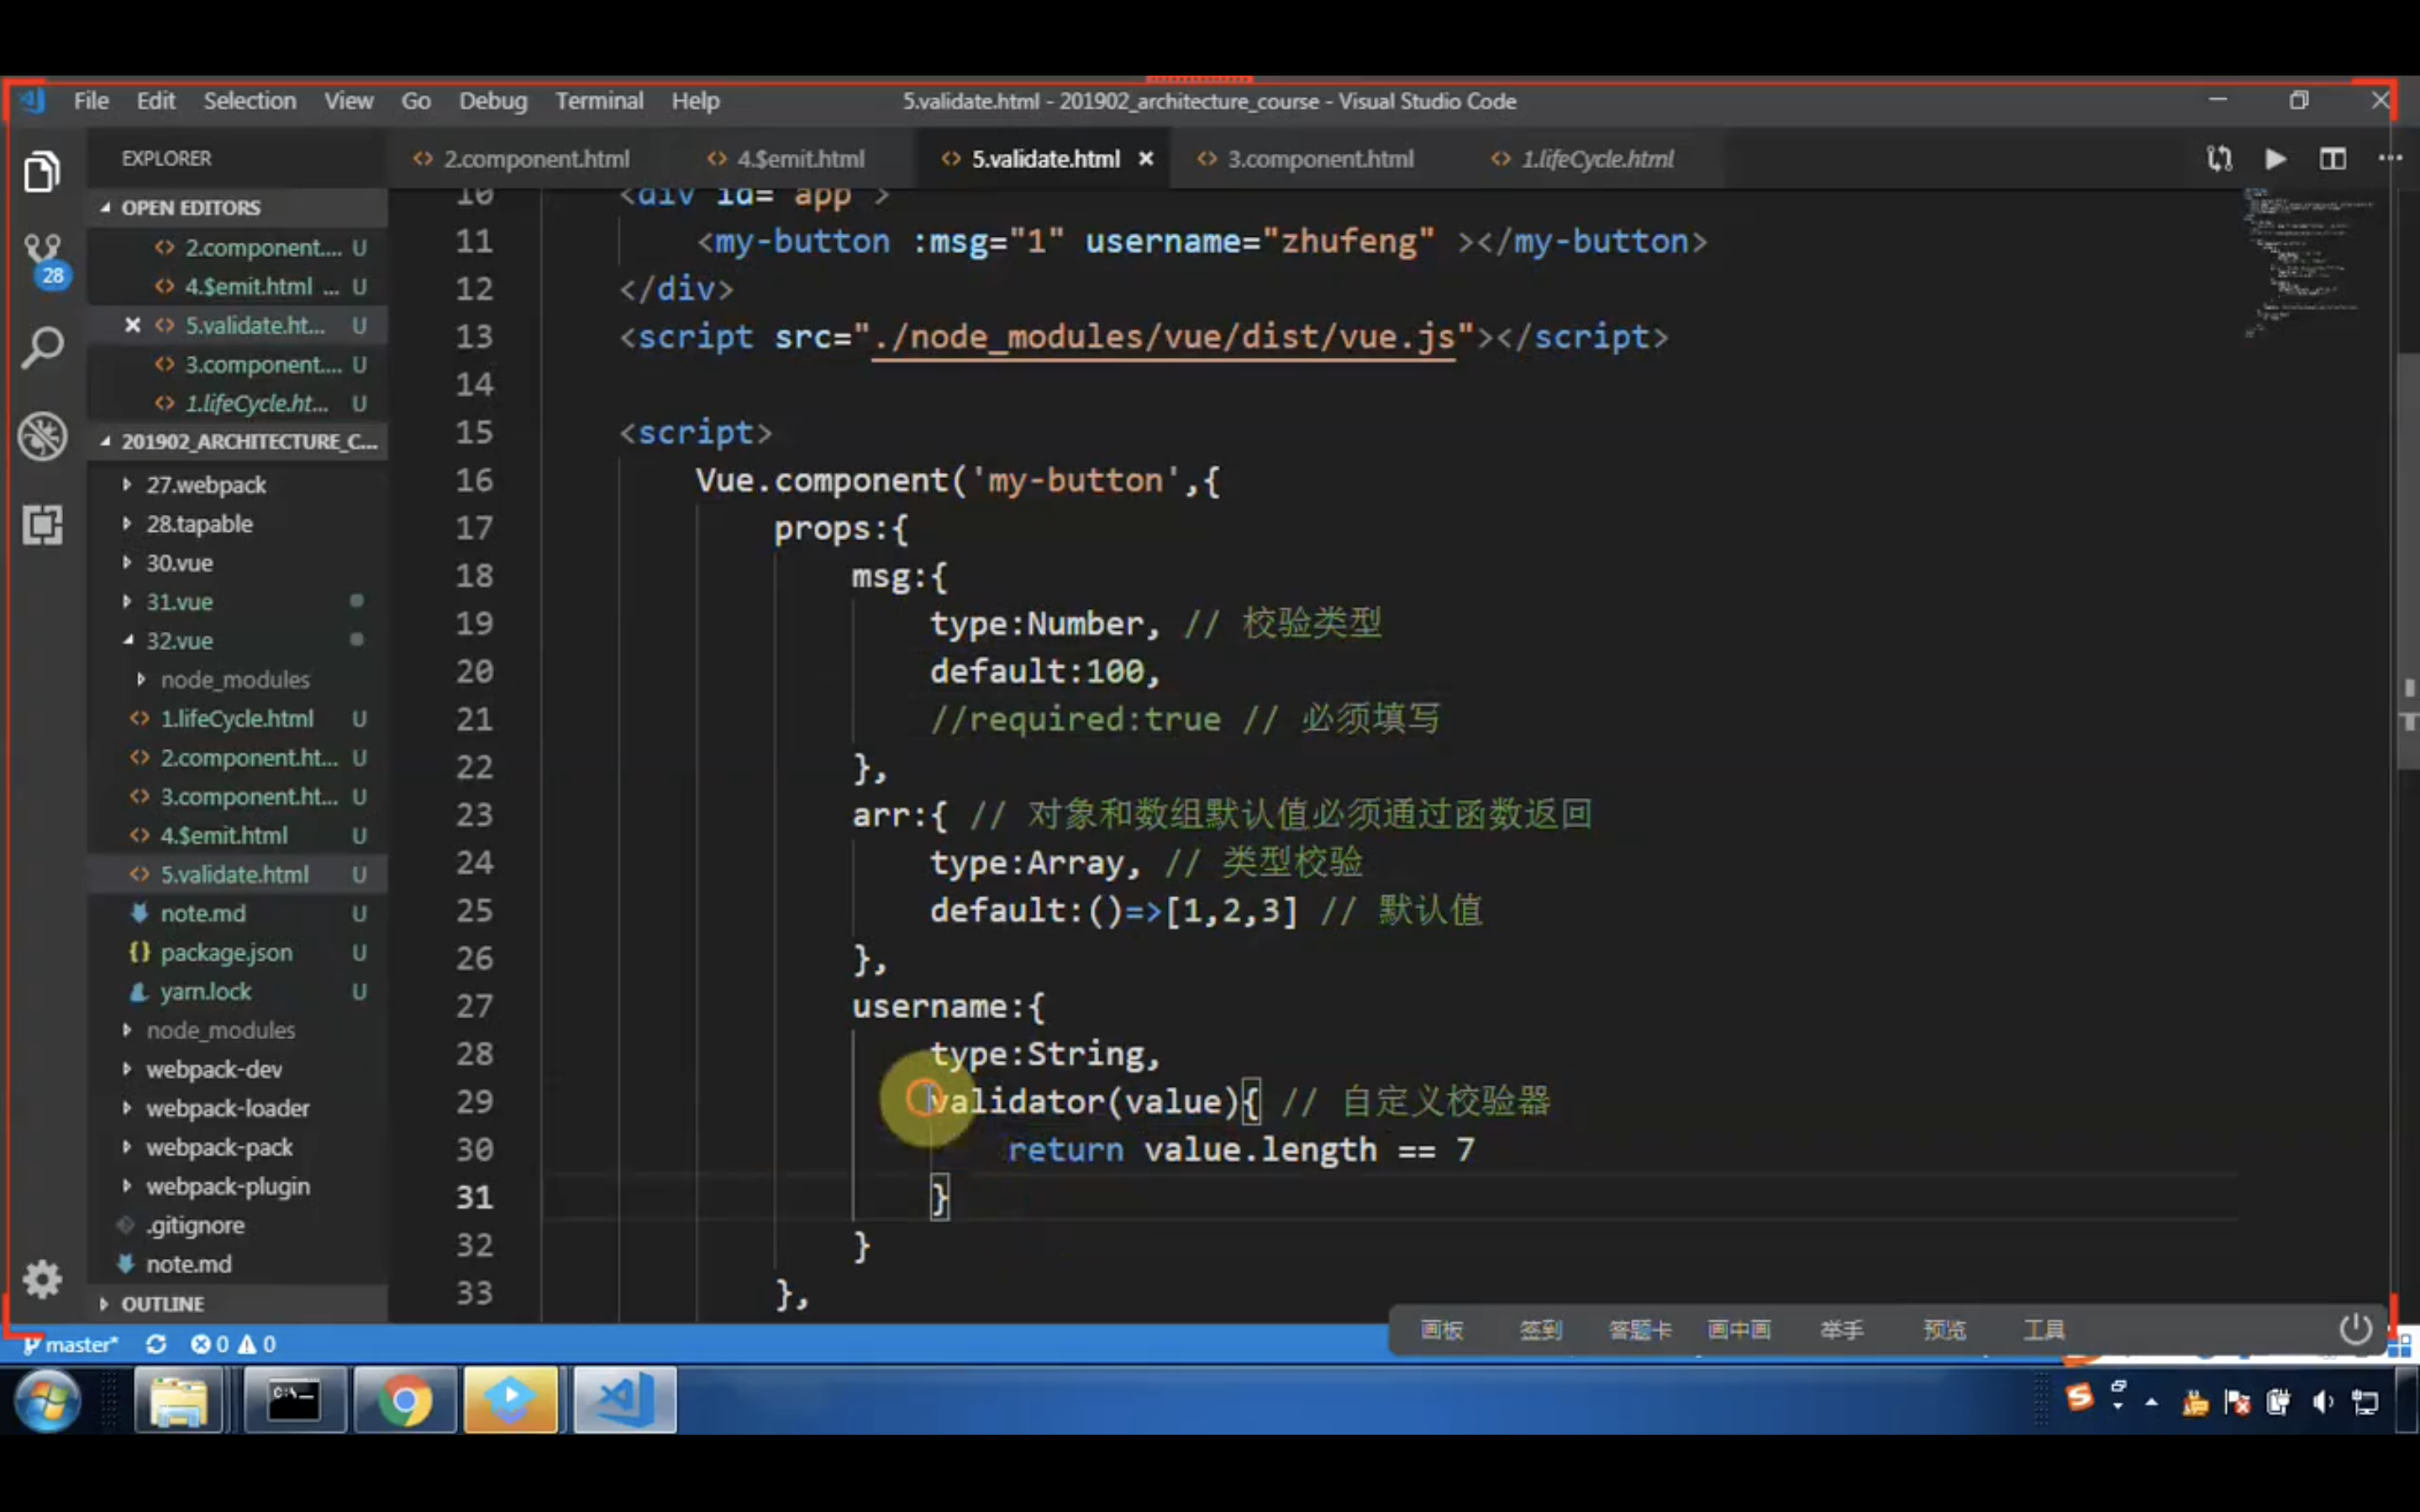 File Edit Selection View Go Debug Terminal Help 5.validate.html - 201902_architecture_course - Visual Studio Code
EXPLORER
2.component.html 4.$emit.html 5.validate.html 3.component.html 1.lifeCycle.html
OPEN EDITORS
2.component.... U
4.$emit.html ... U
5.validate.ht... U
3.component.... U
1.lifeCycle.ht... U
201902_ARCHITECTURE_C...
27.webpack
28.tapable
30.vue
31.vue
32.vue
node_modules
1.lifeCycle.html U
2.component.ht... U
3.component.ht... U
4.$emit.html U
5.validate.html U
note.md U
package.json U
yarn.lock U
node_modules
webpack-dev
webpack-loader
webpack-pack
webpack-plugin
.gitignore
note.md
OUTLINE
28
10 <div id="app">
11 <my-button :msg="1" username="zhufeng" ></my-button>
12 </div>
13 <script src="./node_modules/vue/dist/vue.js"></script>
14
15 <script>
16 Vue.component('my-button',{
17 props:{
18 msg:{
19 type:Number, // 校验类型
20 default:100,
21 //required:true // 必须填写
22 },
23 arr:{ // 对象和数组默认值必须通过函数返回
24 type:Array, // 类型校验
25 default:()=>[1,2,3] // 默认值
26 },
27 username:{
28 type:String,
29 validator(value){ // 自定义校验器
30 return value.length == 7
31 }
32 }
33 },
画板 签到 答题卡 画中画 举手 预览 工具
master* 0 0
C:\._